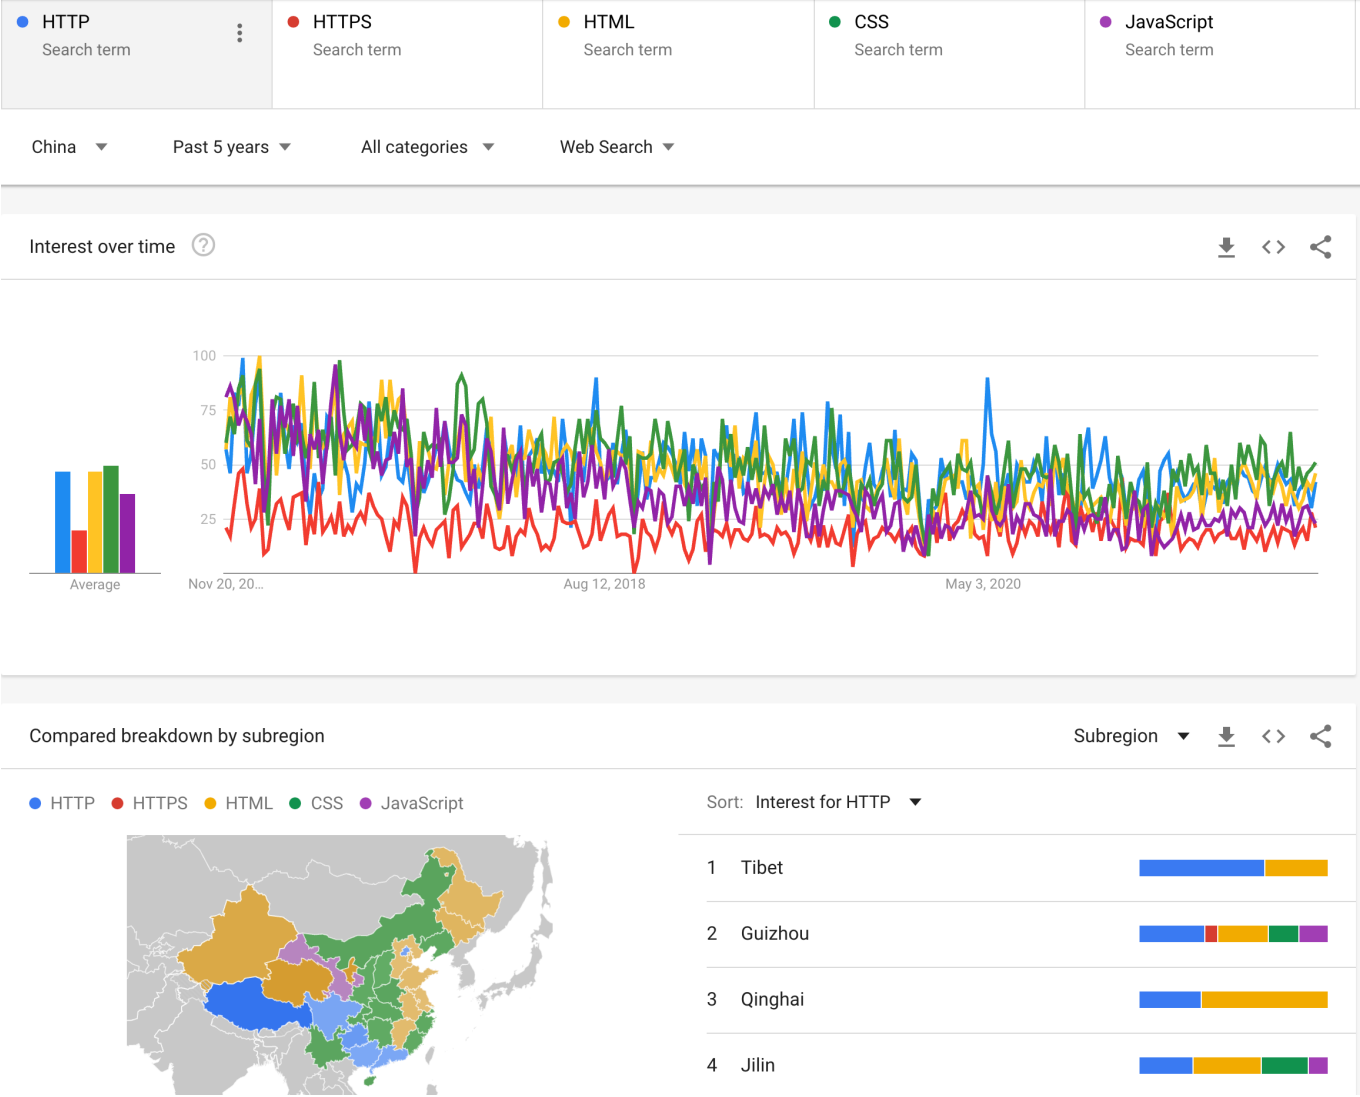 HTTP
Search term
HTTPS
Search term
HTML
Search term
CSS
Search term
JavaScript
Search term
China
Past 5 years
All categories
Web Search
Interest over time
?
100
75
50
25
Average
Nov 20, 20...
Aug 12, 2018
May 3, 2020
Compared breakdown by subregion
Subregion
HTTP
HTTPS
HTML
CSS
JavaScript
Sort: Interest for HTTP
1 Tibet
2 Guizhou
3 Qinghai
4 Jilin